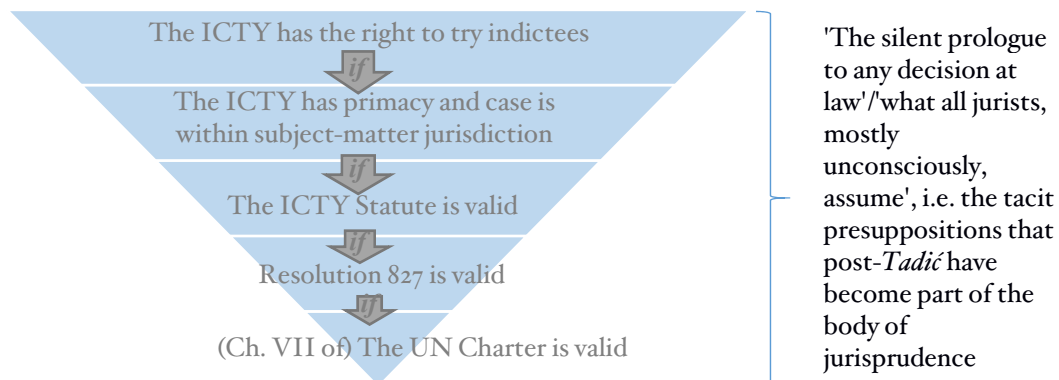 The ICTY has the right to try indictees
if
The ICTY has primacy and case is
within subject-matter jurisdiction
if
The ICTY Statute is valid
if
Resolution 827 is valid
if
(Ch. VII of) The UN Charter is valid
'The silent prologue
to any decision at
law'/'what all jurists,
mostly
unconsciously,
assume', i.e. the tacit
presuppositions that
post-Tadić have
become part of the
body of
jurisprudence